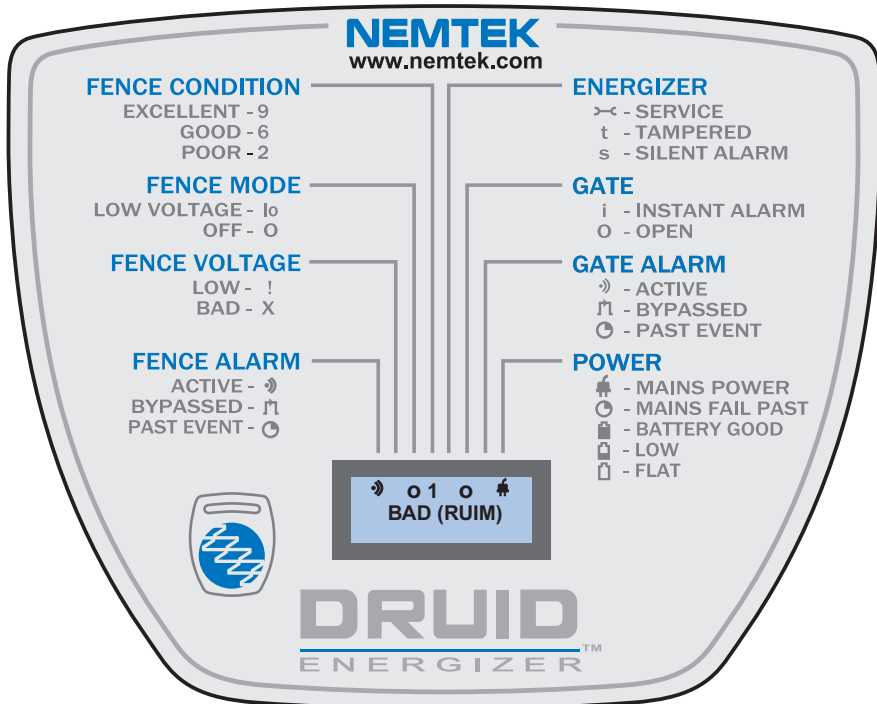 NEMTEK
www.nemtek.com
FENCE CONDITION
EXCELLENT - 9
GOOD - 6
POOR - 2
FENCE MODE
LOW VOLTAGE - lo
OFF - O
FENCE VOLTAGE
LOW - !
BAD - X
FENCE ALARM
ACTIVE -
BYPASSED -
PAST EVENT -
ENERGIZER
- SERVICE
t - TAMPERED
s - SILENT ALARM
GATE
i - INSTANT ALARM
O - OPEN
GATE ALARM
- ACTIVE
- BYPASSED
- PAST EVENT
POWER
- MAINS POWER
- MAINS FAIL PAST
- BATTERY GOOD
- LOW
- FLAT
o 1 o
BAD (RUIM)
DRUID
ENERGIZER™